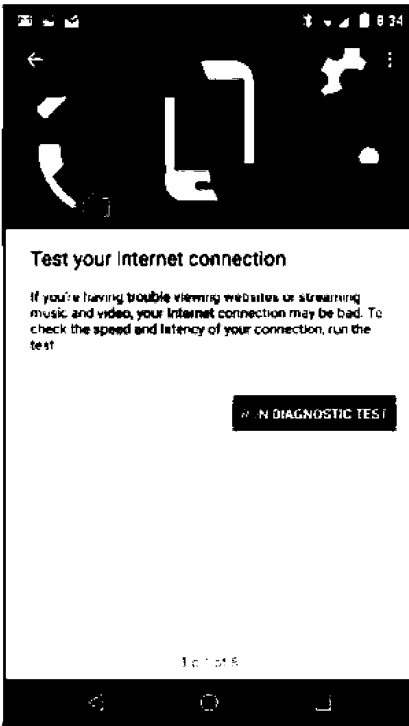 8 34
Test your Internet connection
If you're having trouble viewing websites or streaming
music and video, your Internet connection may be bad. To
check the speed and latency of your connection, run the
test
DIAGNOSTIC TEST